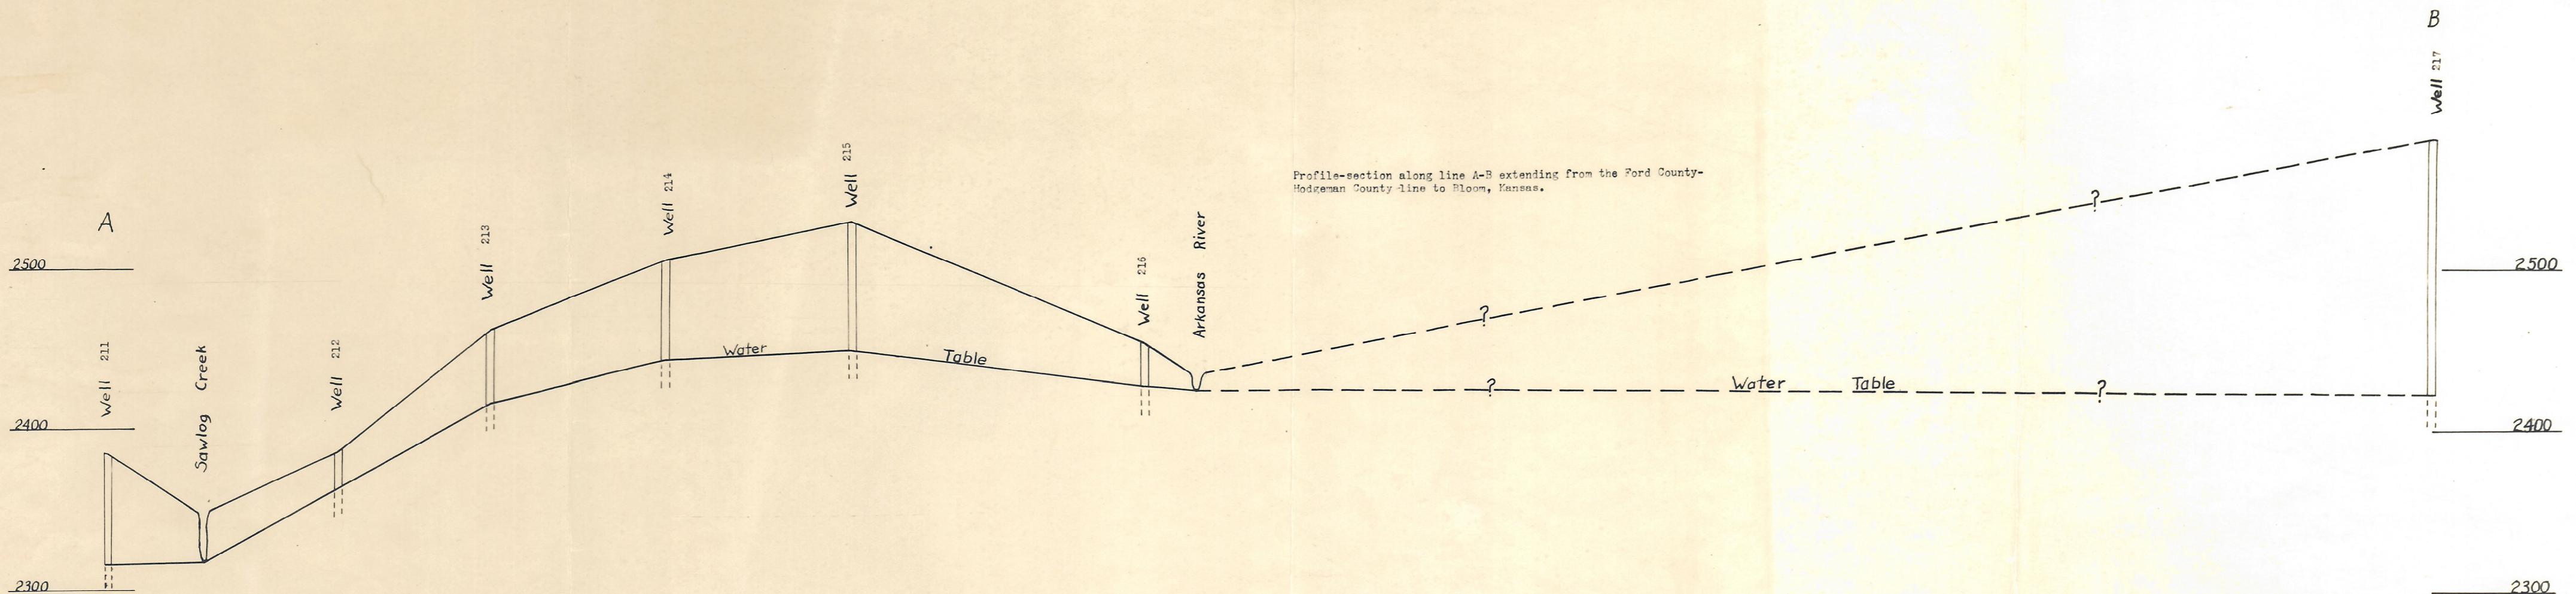 B
Well 217
Well 215
Profile-section along line A-B extending from the Ford County-
Hodgeman County line to Bloom, Kansas.
Well 214
A
Well 213
Arkansas River
?
Well 216
2500
2500
?
Well 211
Sawlog Creek
Well 212
Water Table
? Water Table ?
2400
2400
2300
2300